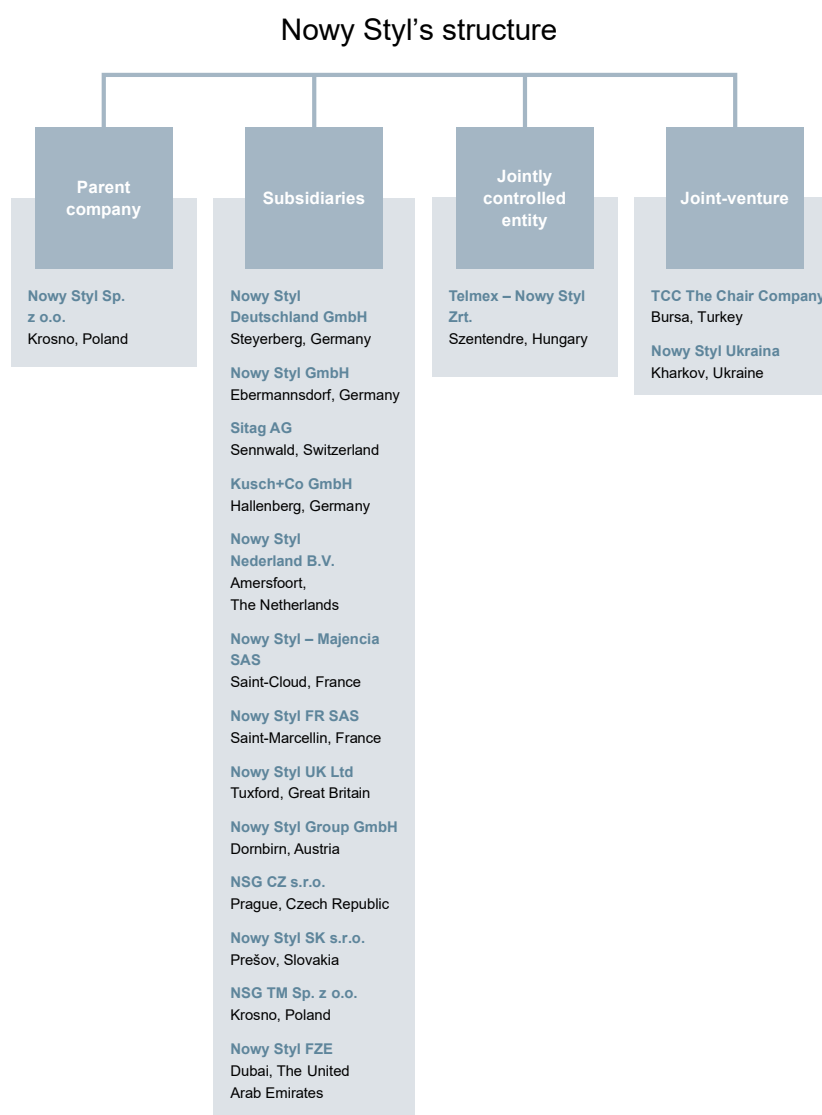 Nowy Styl’s structure
Parent
company
Nowy Styl Sp.
z o.o.
Krosno, Poland
Subsidiaries
Nowy Styl
Deutschland GmbH
Steyerberg, Germany
Nowy Styl GmbH
Ebermannsdorf, Germany
Sitag AG
Sennwald, Switzerland
Kusch+Co GmbH
Hallenberg, Germany
Nowy Styl
Nederland B.V.
Amersfoort,
The Netherlands
Nowy Styl – Majencia
SAS
Saint-Cloud, France
Nowy Styl FR SAS
Saint-Marcellin, France
Nowy Styl UK Ltd
Tuxford, Great Britain
Nowy Styl Group GmbH
Dornbirn, Austria
NSG CZ s.r.o.
Prague, Czech Republic
Nowy Styl SK s.r.o.
Prešov, Slovakia
NSG TM Sp. z o.o.
Krosno, Poland
Nowy Styl FZE
Dubai, The United
Arab Emirates
Jointly
controlled
entity
Telmex – Nowy Styl
Zrt.
Szentendre, Hungary
Joint-venture
TCC The Chair Company
Bursa, Turkey
Nowy Styl Ukraina
Kharkov, Ukraine